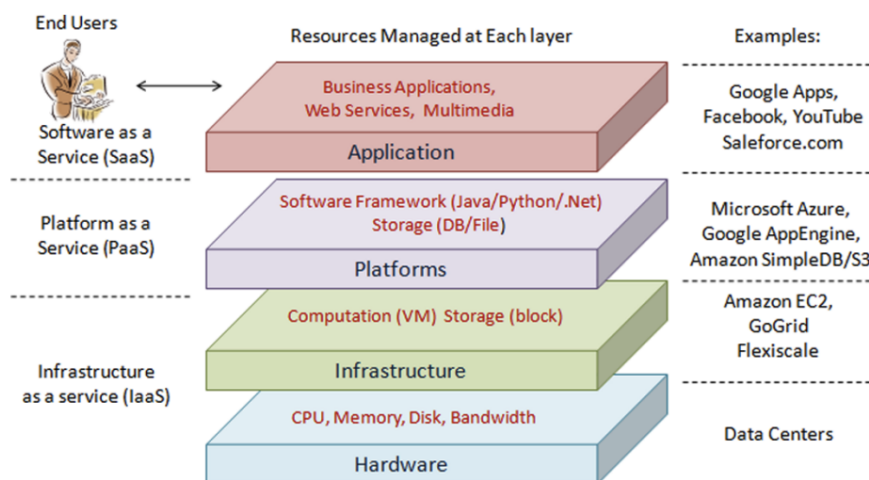 End Users
Resources Managed at Each layer
Examples:
Business Applications,
Web Services, Multimedia
Application
Software as a
Service (SaaS)
Google Apps,
Facebook, YouTube
Saleforce.com
Software Framework (Java/Python/.Net)
Storage (DB/File)
Platforms
Platform as a
Service (PaaS)
Microsoft Azure,
Google AppEngine,
Amazon SimpleDB/S3
Computation (VM) Storage (block)
Infrastructure
Amazon EC2,
GoGrid
Flexiscale
Infrastructure
as a service (IaaS)
CPU, Memory, Disk, Bandwidth
Hardware
Data Centers